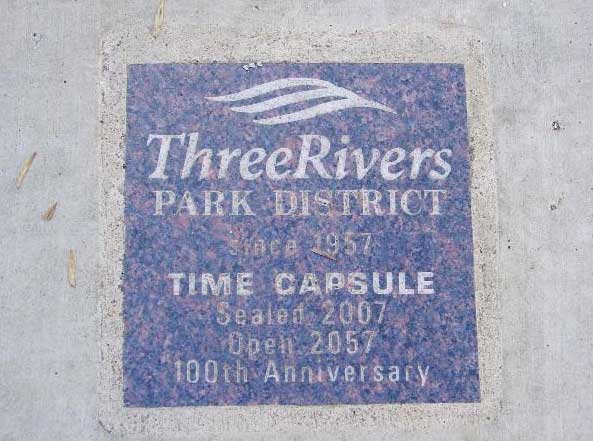 ThreeRivers
PARK DISTRICT
Since 1957
TIME CAPSULE
Sealed 2007
Open 2057
100th Anniversary